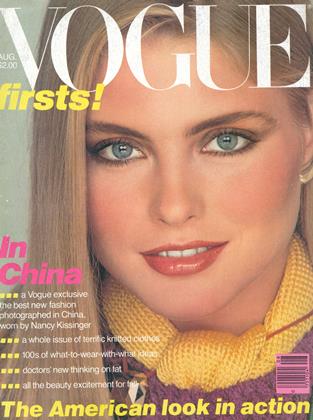 VOGUE
AUG.
$2.00
firsts!
In
China
a Vogue exclusive
the best new fashion
photographed in China,
worn by Nancy Kissinger
a whole issue of terrific knitted clothes
100s of what-to-wear-with-what ideas
doctors' new thinking on fat
all the beauty excitement for fall
The American look in action